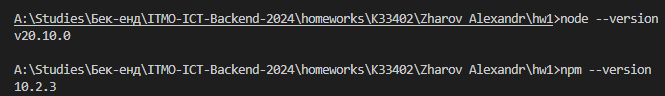 A:\Studies\Бек-енд\ITMO-ICT-Backend-2024\homeworks\K33402\Zharov Alexandr\hw1>node --version
v20.10.0
A:\Studies\Бек-енд\ITMO-ICT-Backend-2024\homeworks\K33402\Zharov Alexandr\hw1>npm --version
10.2.3